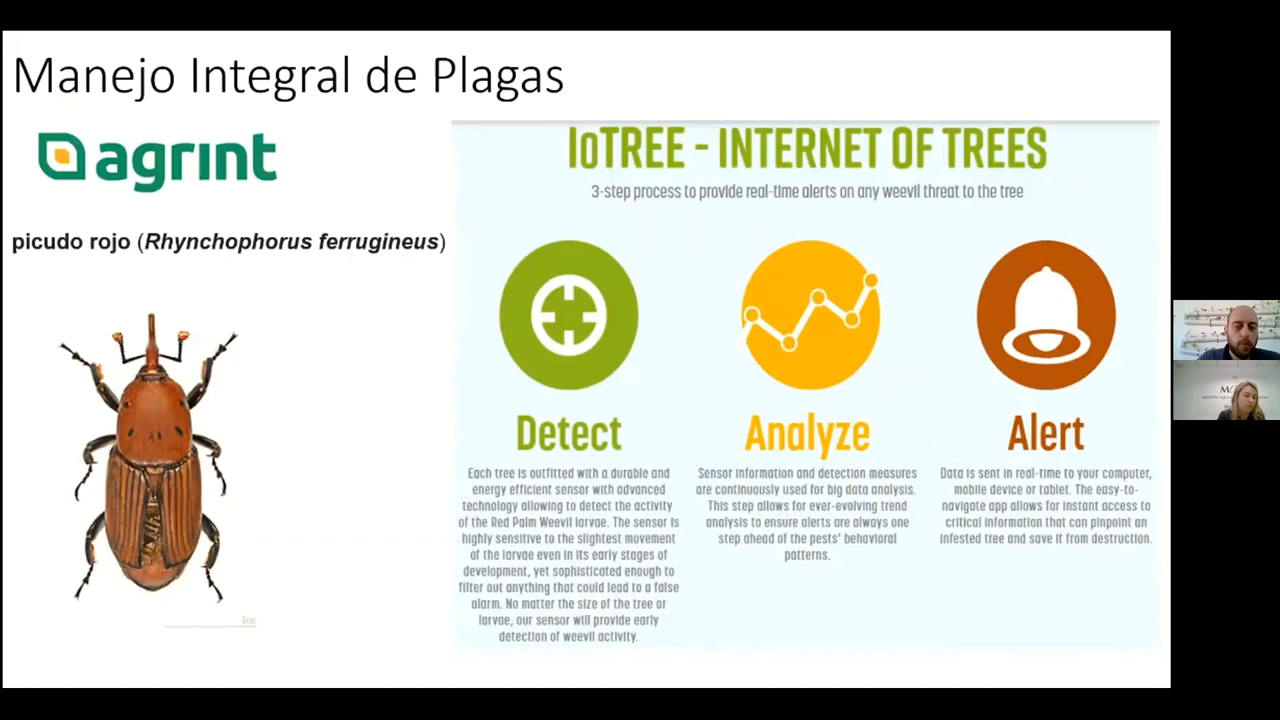 Manejo Integral de Plagas
agrint
picudo rojo (Rhynchophorus ferrugineus)
IoTREE - INTERNET OF TREES
3-step process to provide real-time alerts on any weevil threat to the tree
Detect
Each tree is outfitted with a durable and
energy efficient sensor with advanced
technology allowing to detect the activity
of the Red Palm Weevil larvae. The sensor is
highly sensitive to the slightest movement
of the larvae even in its early stages of
development, yet sophisticated enough to
filter out anything that could lead to a false
alarm. No matter the size of the tree or
larvae, our sensor will provide early
detection of weevil activity.
Analyze
Sensor information and detection measures
are continuously used for big data analysis.
This step allows for ever-evolving trend
analysis to ensure alerts are always one
step ahead of the pests' behavioral
patterns.
Alert
Data is sent in real-time to your computer,
mobile device or tablet. The easy-to-
navigate app allows for instant access to
critical information that can pinpoint an
infested tree and save it from destruction.